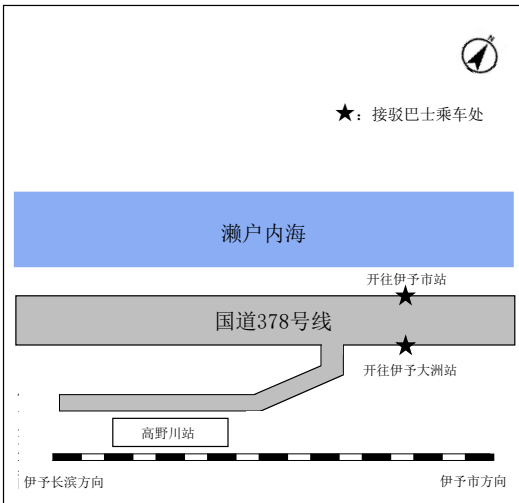 N
★：接驳巴士乘车处
濑户内海
开往伊予市站
国道378号线
开往伊予大洲站
高野川站
伊予长滨方向
伊予市方向